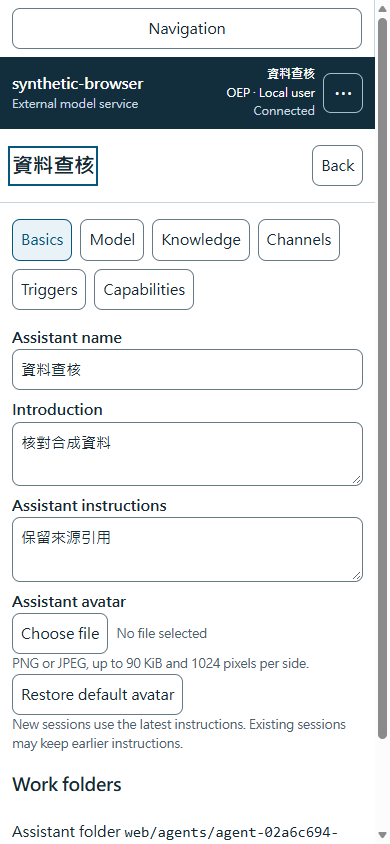 Navigation
synthetic-browser
External model service
資料查核
OEP · Local user
Connected
···
資料查核
Back
Basics
Model
Knowledge
Channels
Triggers
Capabilities
Assistant name
資料查核
Introduction
核對合成資料
Assistant instructions
保留來源引用
Assistant avatar
Choose file
No file selected
PNG or JPEG, up to 90 KiB and 1024 pixels per side.
Restore default avatar
New sessions use the latest instructions. Existing sessions
may keep earlier instructions.
Work folders
Assistant folder web/agents/agent-02a6c694-